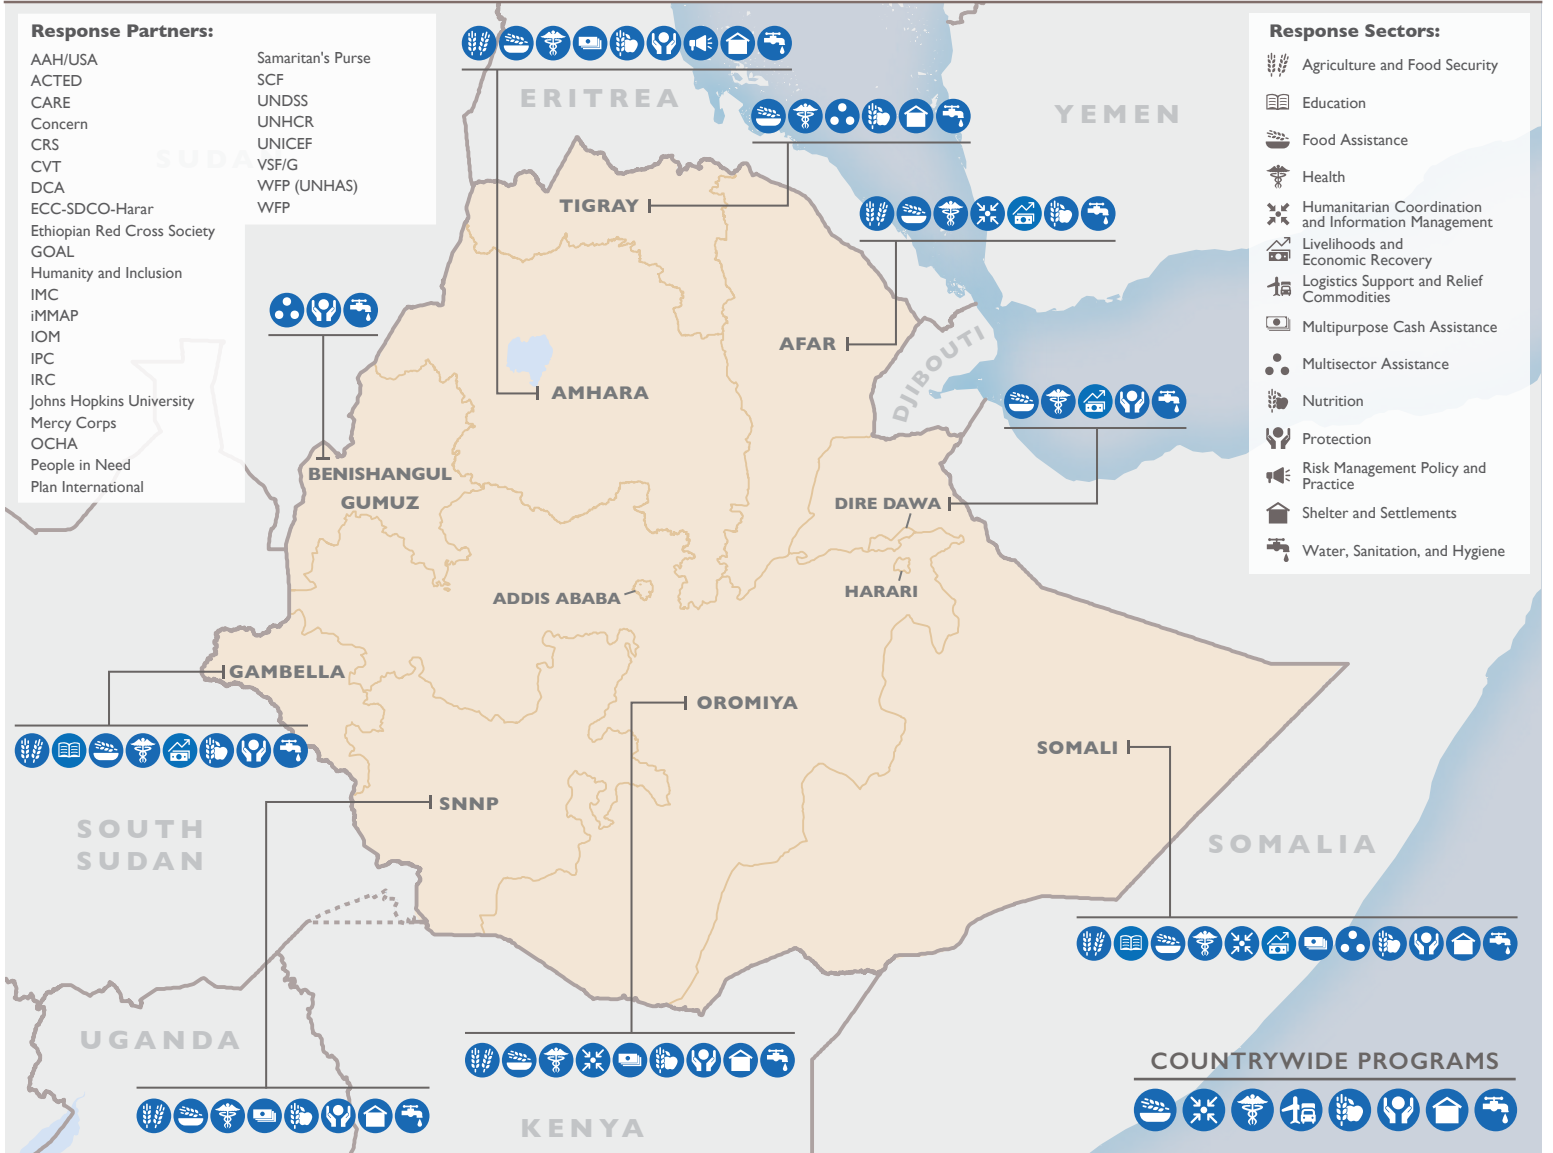 Response Partners:
AAH/USA
ACTED
CARE
Concern
CRS
CVT
DCA
ECC-SDCO-Harar
Ethiopian Red Cross Society
GOAL
Humanity and Inclusion
IMC
iMMAP
IOM
IPC
IRC
Johns Hopkins University
Mercy Corps
OCHA
People in Need
Plan International
Samaritan's Purse
SCF
UNDSS
UNHCR
UNICEF
VSF/G
WFP (UNHAS)
WFP
Response Sectors:
Agriculture and Food Security
Education
Food Assistance
Health
Humanitarian Coordination
and Information Management
Livelihoods and
Economic Recovery
Logistics Support and Relief
Commodities
Multipurpose Cash Assistance
Multisector Assistance
Nutrition
Protection
Risk Management Policy and
Practice
Shelter and Settlements
Water, Sanitation, and Hygiene
ERITREA
YEMEN
SUDA
TIGRAY
AFAR
DJIBOUTI
AMHARA
BENISHANGUL
GUMUZ
DIRE DAWA
ADDIS ABABA
HARARI
GAMBELLA
OROMIYA
SOMALI
SNNP
SOUTH
SUDAN
SOMALIA
UGANDA
KENYA
COUNTRYWIDE PROGRAMS